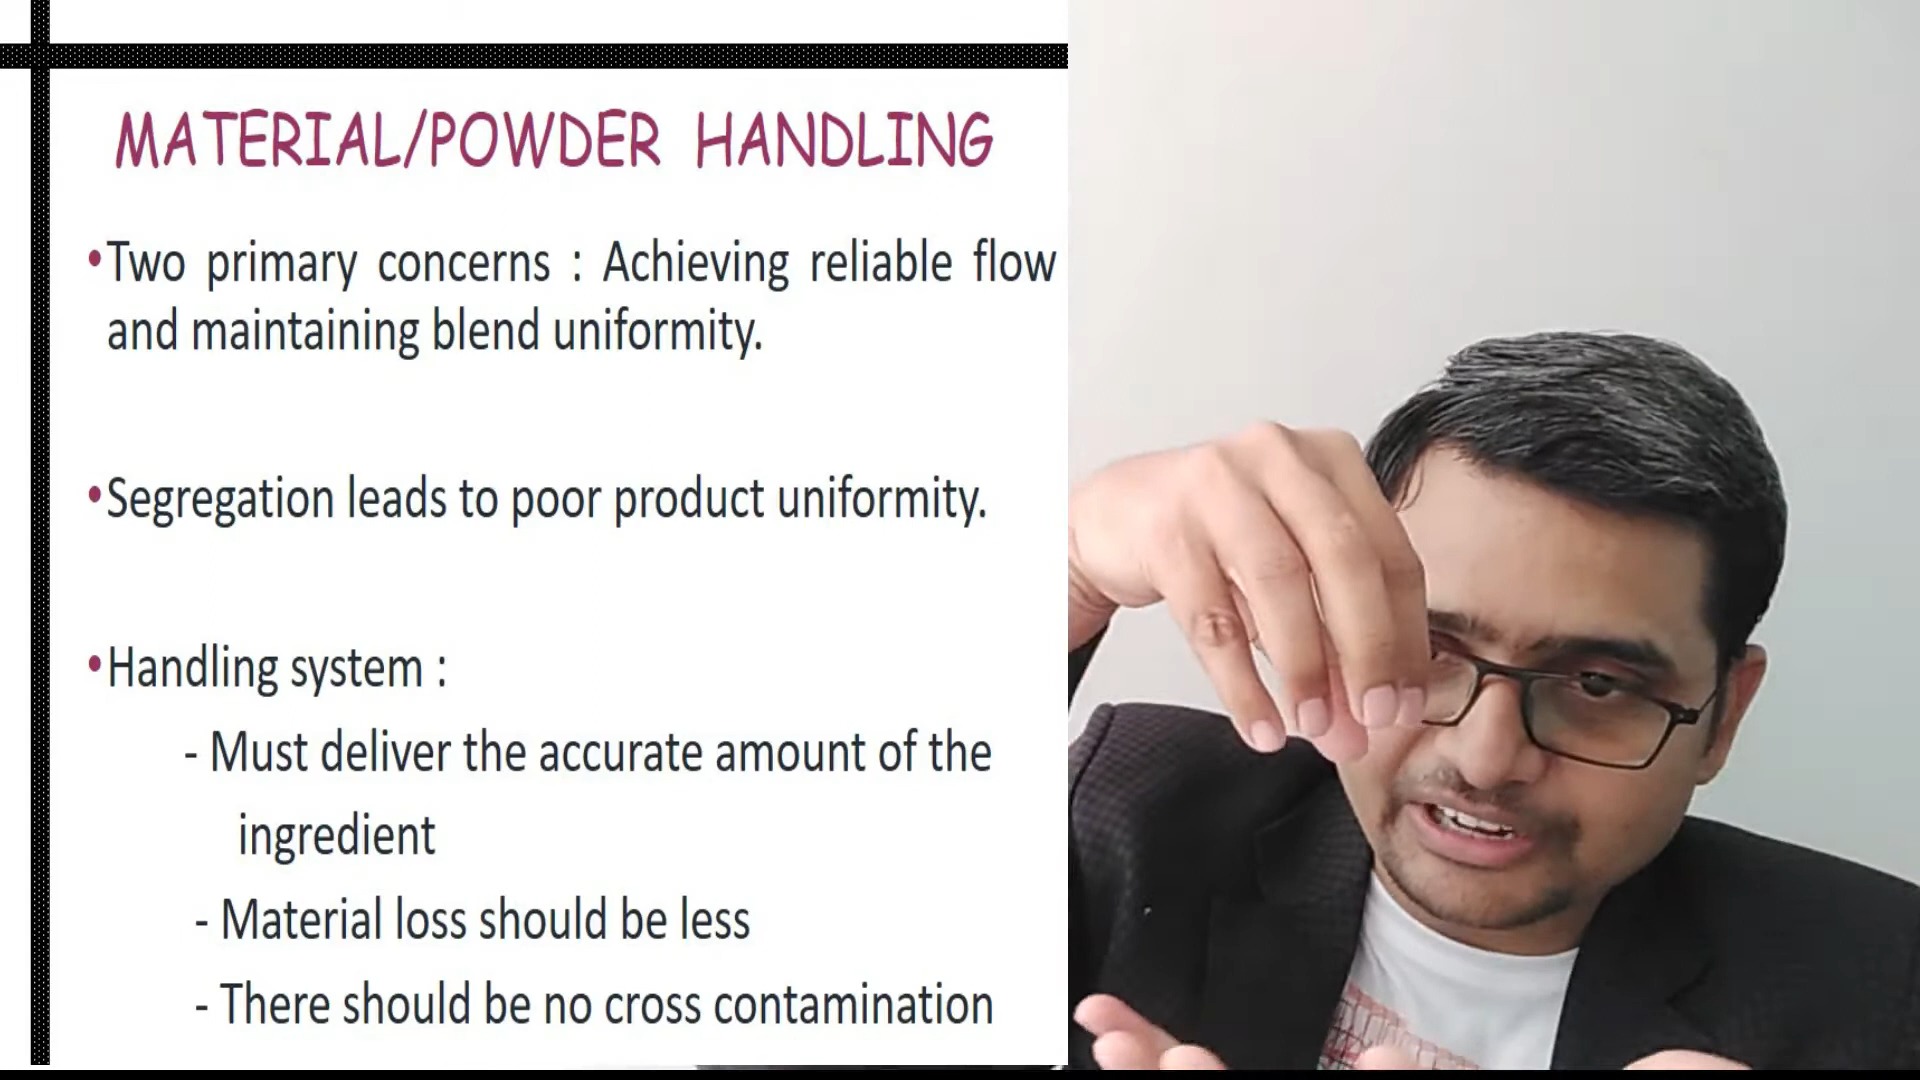 MATERIAL/POWDER HANDLING
•Two primary concerns : Achieving reliable flow
and maintaining blend uniformity.
•Segregation leads to poor product uniformity.
•Handling system :
- Must deliver the accurate amount of the
ingredient
- Material loss should be less
- There should be no cross contamination